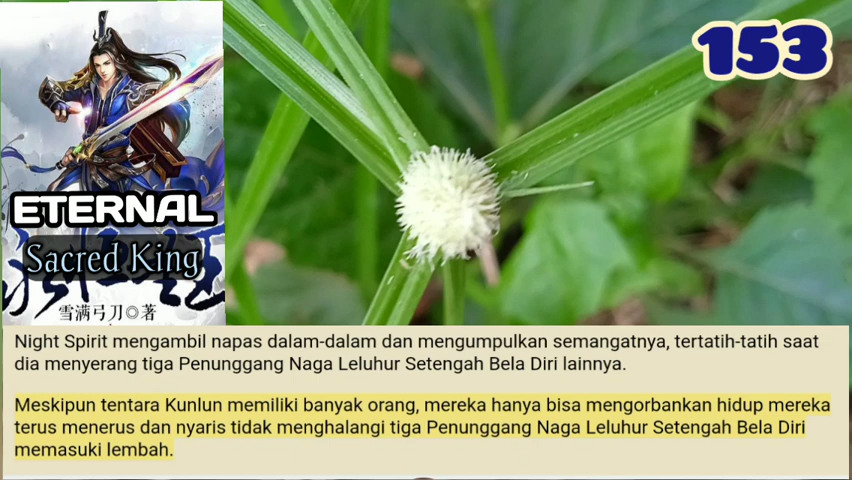 153
ETERNAL
Sacred King
雪满弓刀◎著
Night Spirit mengambil napas dalam-dalam dan mengumpulkan semangatnya, tertatih-tatih saat
dia menyerang tiga Penunggang Naga Leluhur Setengah Bela Diri lainnya.
Meskipun tentara Kunlun memiliki banyak orang, mereka hanya bisa mengorbankan hidup mereka
terus menerus dan nyaris tidak menghalangi tiga Penunggang Naga Leluhur Setengah Bela Diri
memasuki lembah.